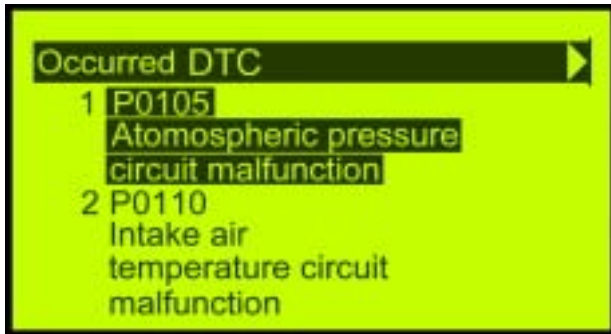 Occurred DTC
1 P0105
Atomospheric pressure
circuit malfunction
2 P0110
Intake air
temperature circuit
malfunction